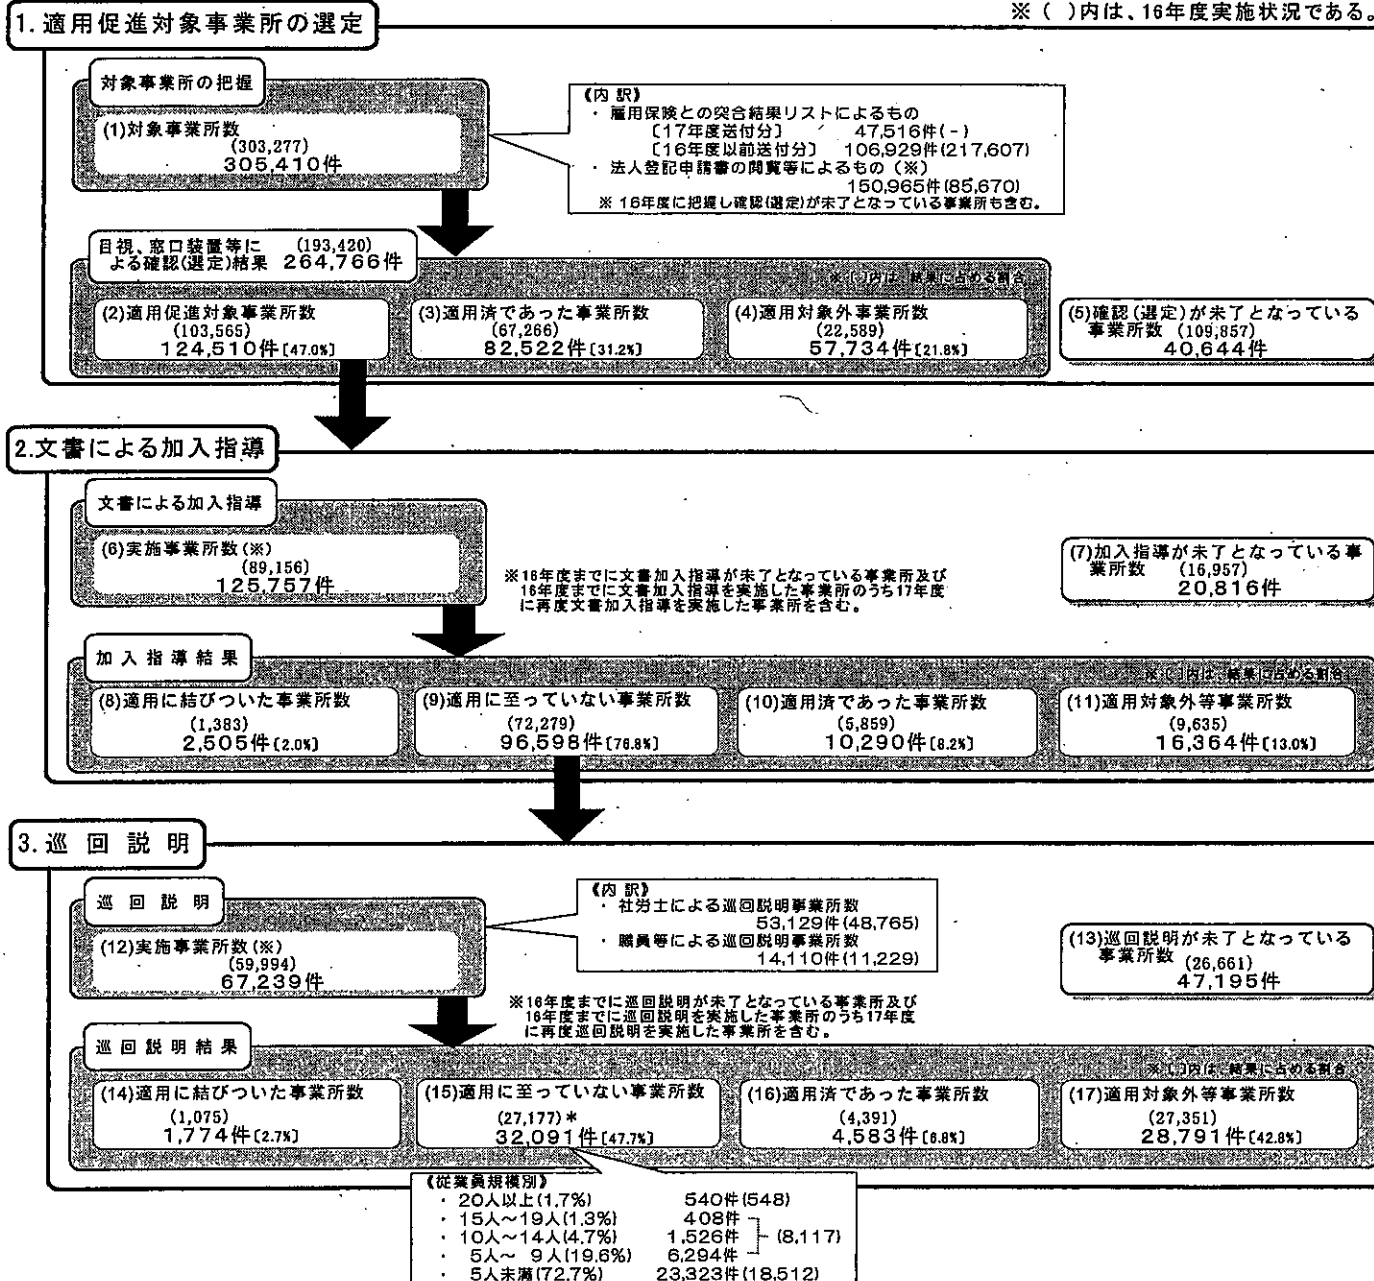 ※ ( )内は、16年度実施状況である。
1.適用促進対象事業所の選定
対象事業所の把握
(1)対象事業所数
(303,277)
305,410件
《内 訳》
・ 雇用保険との突合結果リストによるもの
〔17年度送付分〕 47,516件(-)
〔16年度以前送付分〕 106,929件(217,607)
・ 法人登記申請書の閲覧等によるもの (※)
150,965件(85,670)
※ 16年度に把握し確認(選定)が未了となっている事業所も含む。
目視、窓口装置等に (193,420)
よる確認(選定)結果 264,766件
※〔 〕内は、結果に占める割合
(2)適用促進対象事業所数
(103,565)
124,510件〔47.0%〕
(3)適用済であった事業所数
(67,266)
82,522件〔31.2%〕
(4)適用対象外事業所数
(22,589)
57,734件〔21.8%〕
(5)確認(選定)が未了となっている
事業所数 (109,857)
40,644件
2.文書による加入指導
文書による加入指導
(6)実施事業所数(※)
(89,156)
125,757件
※16年度までに文書加入指導が未了となっている事業所及び
16年度までに文書加入指導を実施した事業所のうち17年度
に再度文書加入指導を実施した事業所を含む。
(7)加入指導が未了となっている事
業所数 (16,957)
20,816件
加入指導結果
※〔 〕内は、結果に占める割合
(8)適用に結びついた事業所数
(1,383)
2,505件〔2.0%〕
(9)適用に至っていない事業所数
(72,279)
96,598件〔76.8%〕
(10)適用済であった事業所数
(5,859)
10,290件〔8.2%〕
(11)適用対象外等事業所数
(9,635)
16,364件〔13.0%〕
3.巡 回 説 明
巡 回 説 明
(12)実施事業所数(※)
(59,994)
67,239件
《内 訳》
・ 社労士による巡回説明事業所数
53,129件(48,765)
・ 職員等による巡回説明事業所数
14,110件(11,229)
※16年度までに巡回説明が未了となっている事業所及び
16年度までに巡回説明を実施した事業所のうち17年度
に再度巡回説明を実施した事業所を含む。
(13)巡回説明が未了となっている
事業所数 (26,661)
47,195件
巡回説明結果
※〔 〕内は、結果に占める割合
(14)適用に結びついた事業所数
(1,075)
1,774件〔2.7%〕
(15)適用に至っていない事業所数
(27,177)*
32,091件〔47.7%〕
(16)適用済であった事業所数
(4,391)
4,583件〔6.8%〕
(17)適用対象外等事業所数
(27,351)
28,791件〔42.8%〕
《従業員規模別》
・ 20人以上(1.7%) 540件(548)
・ 15人～19人(1.3%) 408件
・ 10人～14人(4.7%) 1,526件 (8,117)
・ 5人～ 9人(19.6%) 6,294件
・ 5人未満(72.7%) 23,323件(18,512)